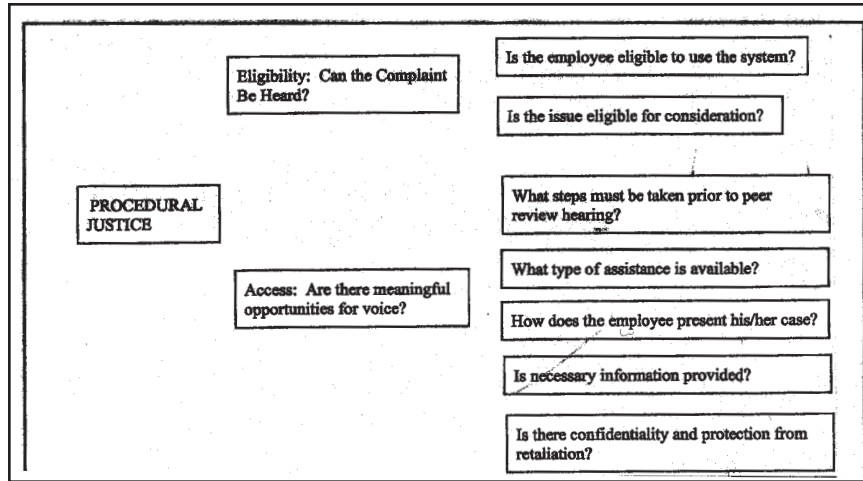 Is the employee eligible to use the system?
Eligibility: Can the Complaint
Be Heard?
Is the issue eligible for consideration?
What steps must be taken prior to peer
review hearing?
PROCEDURAL
JUSTICE
What type of assistance is available?
Access: Are there meaningful
opportunities for voice?
How does the employee present his/her case?
Is necessary information provided?
Is there confidentiality and protection from
retaliation?